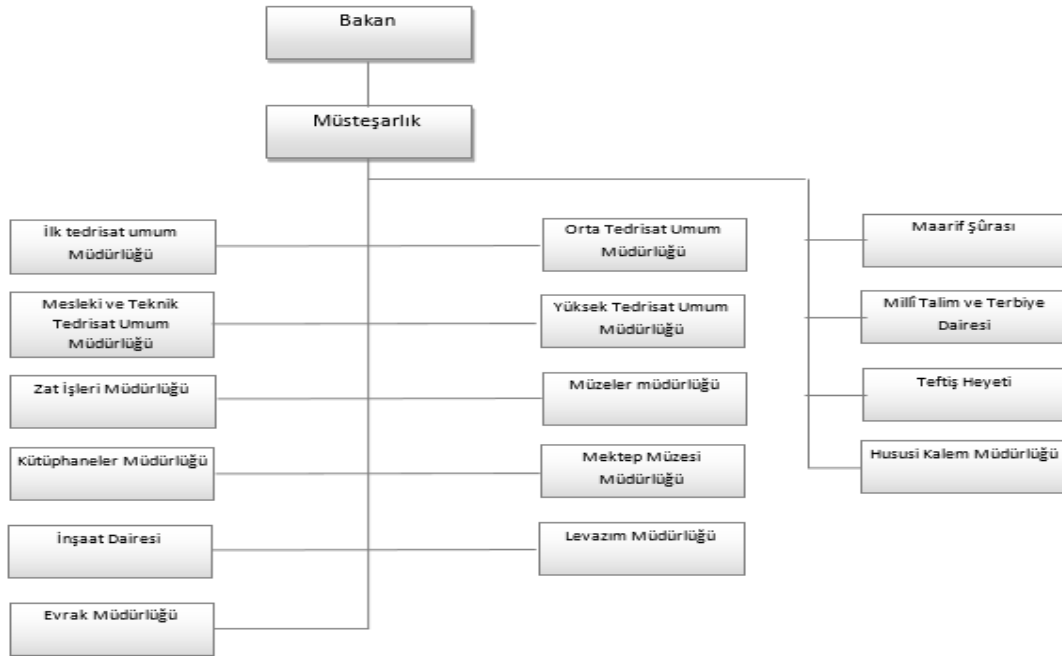 Bakan
Müsteşarlık
İlk tedrisat umum
Müdürlüğü
Orta Tedrisat Umum
Müdürlüğü
Maarif Şûrası
Mesleki ve Teknik
Tedrisat Umum
Müdürlüğü
Yüksek Tedrisat Umum
Müdürlüğü
Millî Talim ve Terbiye
Dairesi
Zat İşleri Müdürlüğü
Müzeler müdürlüğü
Teftiş Heyeti
Kütüphaneler Müdürlüğü
Mektep Müzesi
Müdürlüğü
Hususi Kalem Müdürlüğü
İnşaat Dairesi
Levazım Müdürlüğü
Evrak Müdürlüğü